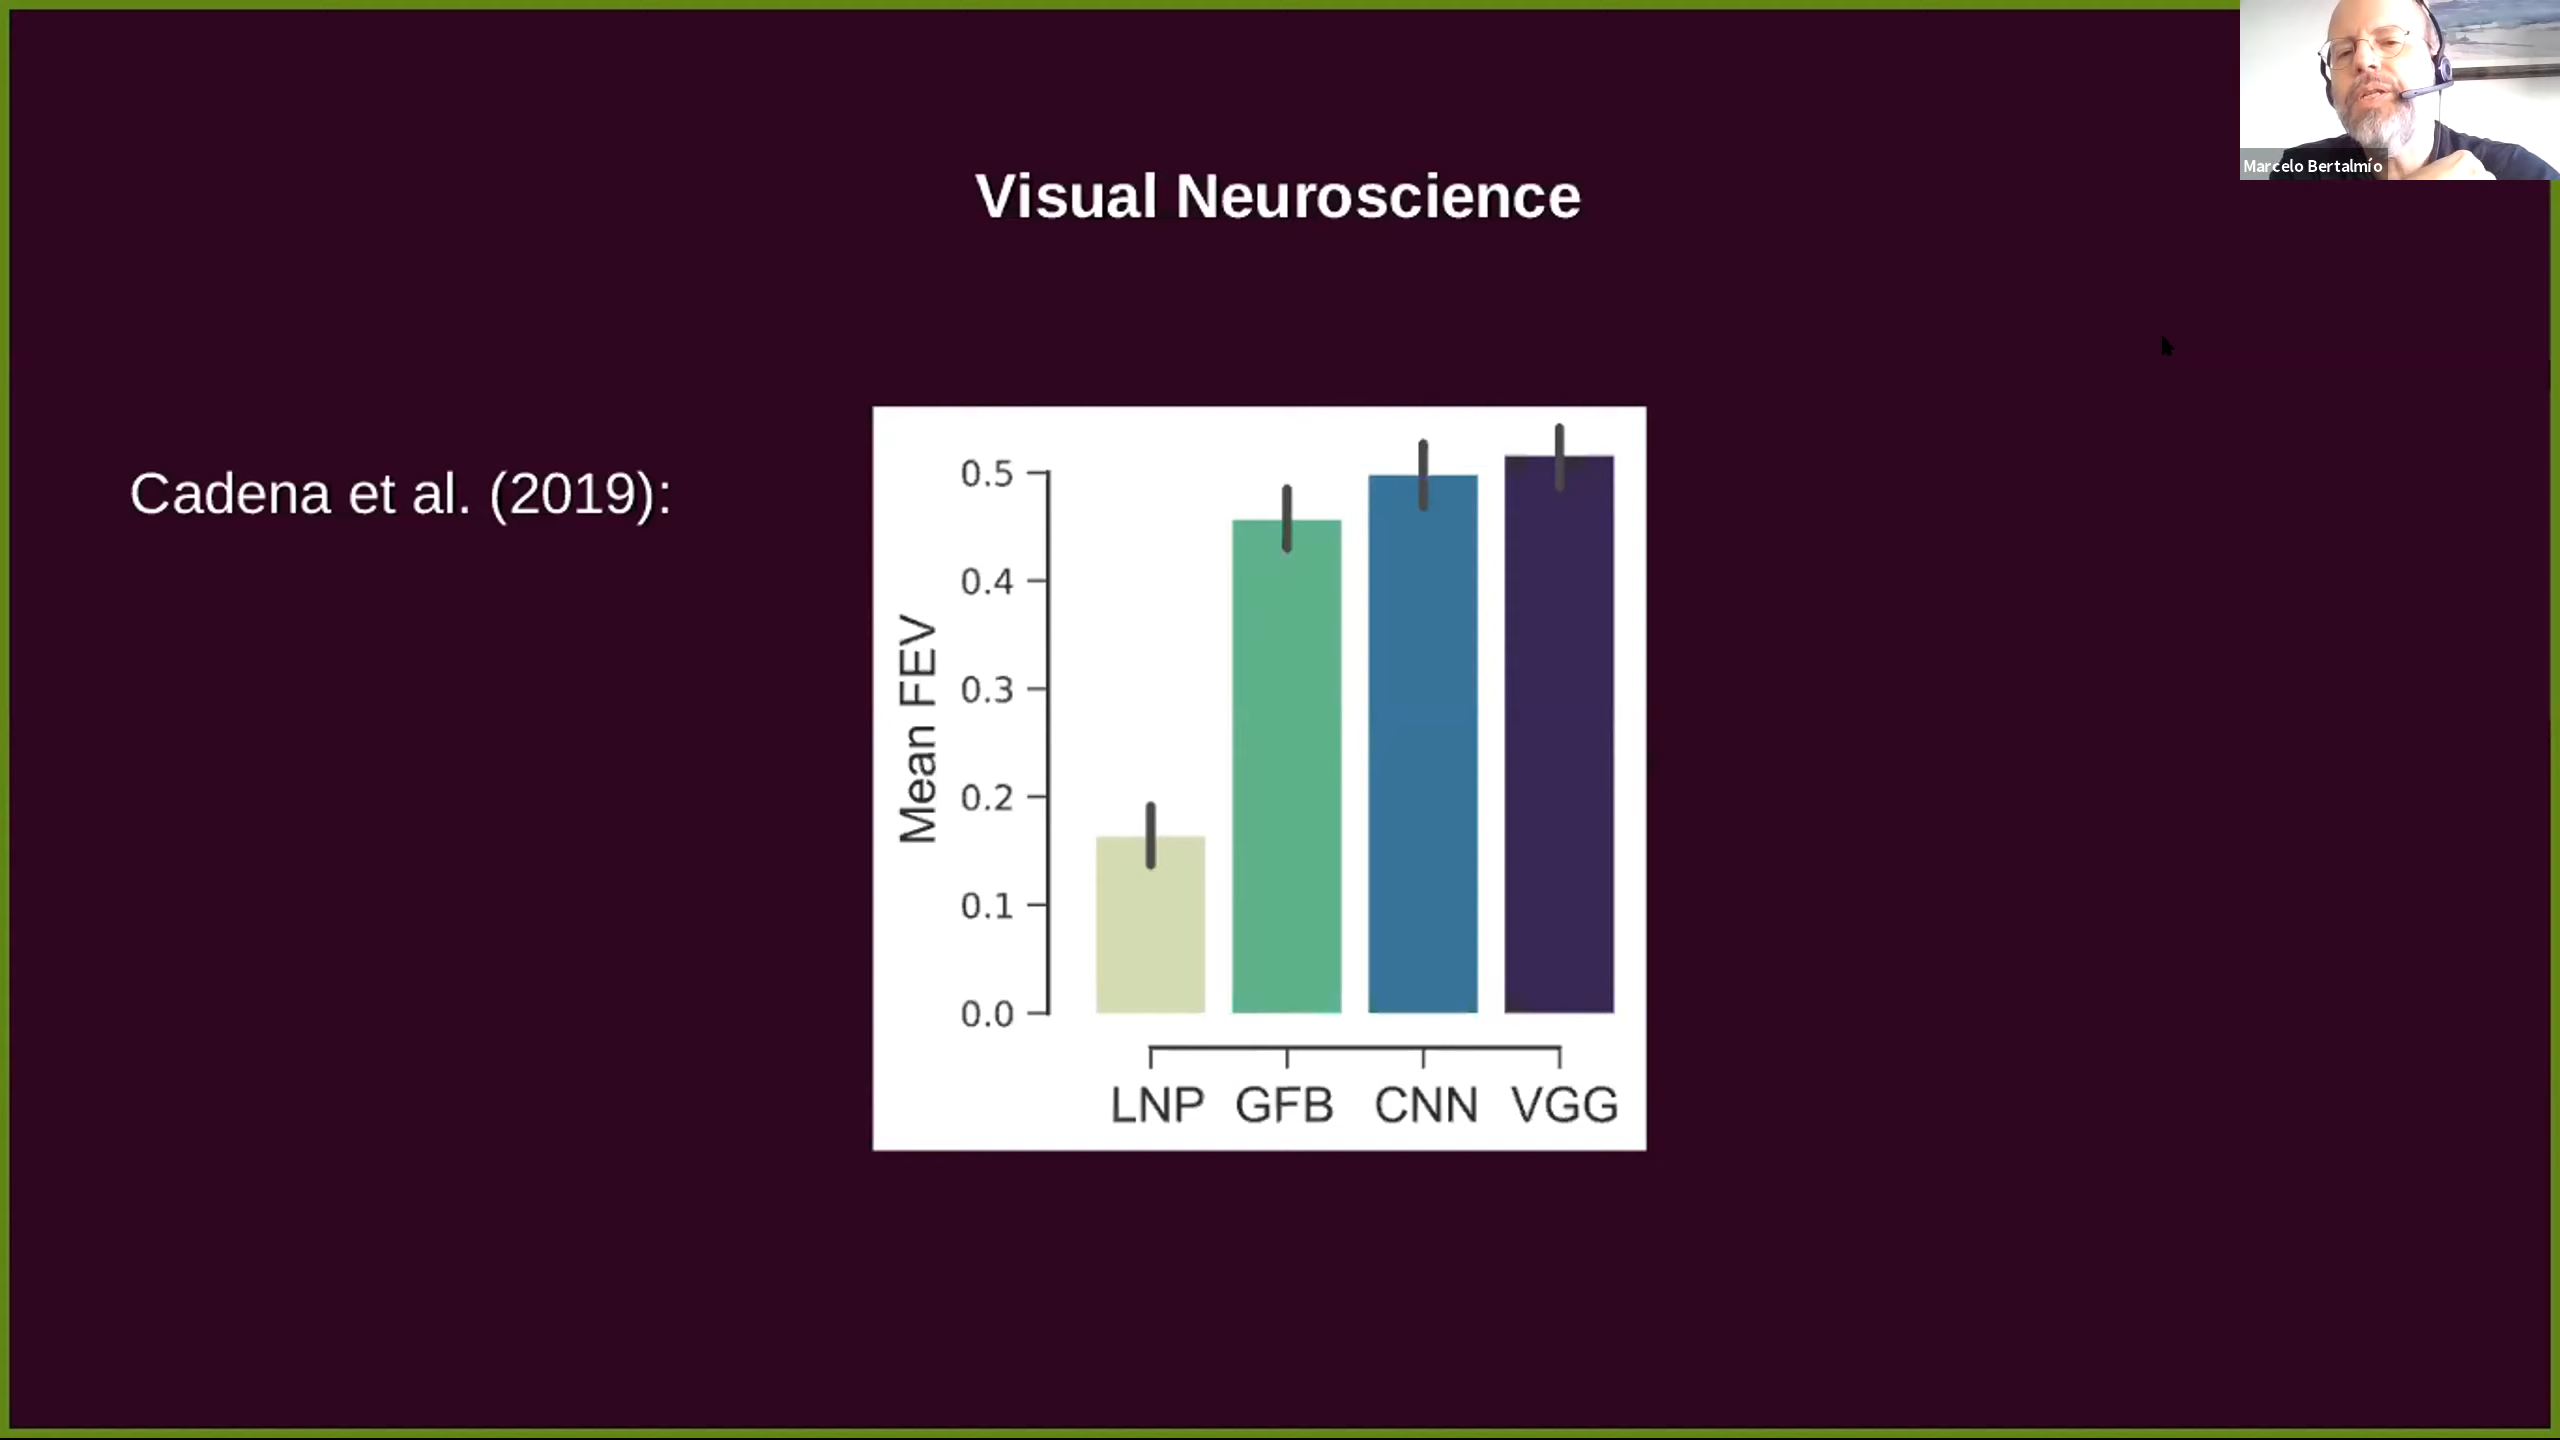 Marcelo Bertalmío
Visual Neuroscience
Cadena et al. (2019):
Mean FEV
0.5
0.4
0.3
0.2
0.1
0.0
LNP GFB CNN VGG